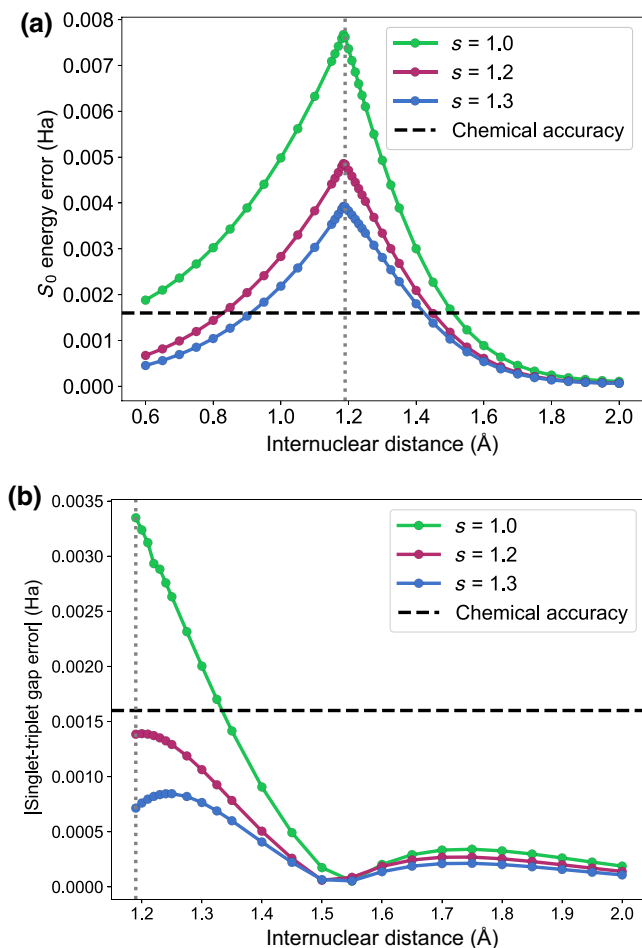 (a)
0.008
0.007
0.006
0.005
0.004
0.003
0.002
0.001
0.000
S₀ energy error (Ha)
s = 1.0
s = 1.2
s = 1.3
Chemical accuracy
0.6 0.8 1.0 1.2 1.4 1.6 1.8 2.0
Internuclear distance (Å)
(b)
0.0035
0.0030
0.0025
0.0020
0.0015
0.0010
0.0005
0.0000
|Singlet-triplet gap error| (Ha)
s = 1.0
s = 1.2
s = 1.3
Chemical accuracy
1.2 1.3 1.4 1.5 1.6 1.7 1.8 1.9 2.0
Internuclear distance (Å)